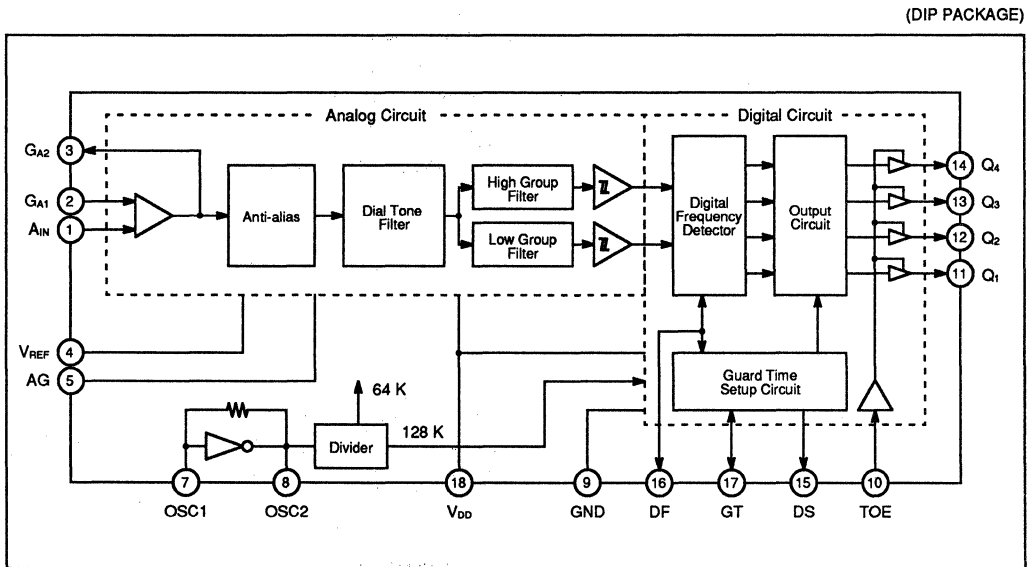 (DIP PACKAGE)
Analog Circuit
Digital Circuit
GA2
3
GA1
2
AIN
1
Anti-alias
Dial Tone
Filter
High Group
Filter
Low Group
Filter
Digital
Frequency
Detector
Output
Circuit
14
Q4
13
Q3
12
Q2
11
Q1
VREF
4
AG
5
64 K
128 K
Divider
Guard Time
Setup Circuit
7
8
18
9
16
17
15
10
OSC1
OSC2
VDD
GND
DF
GT
DS
TOE